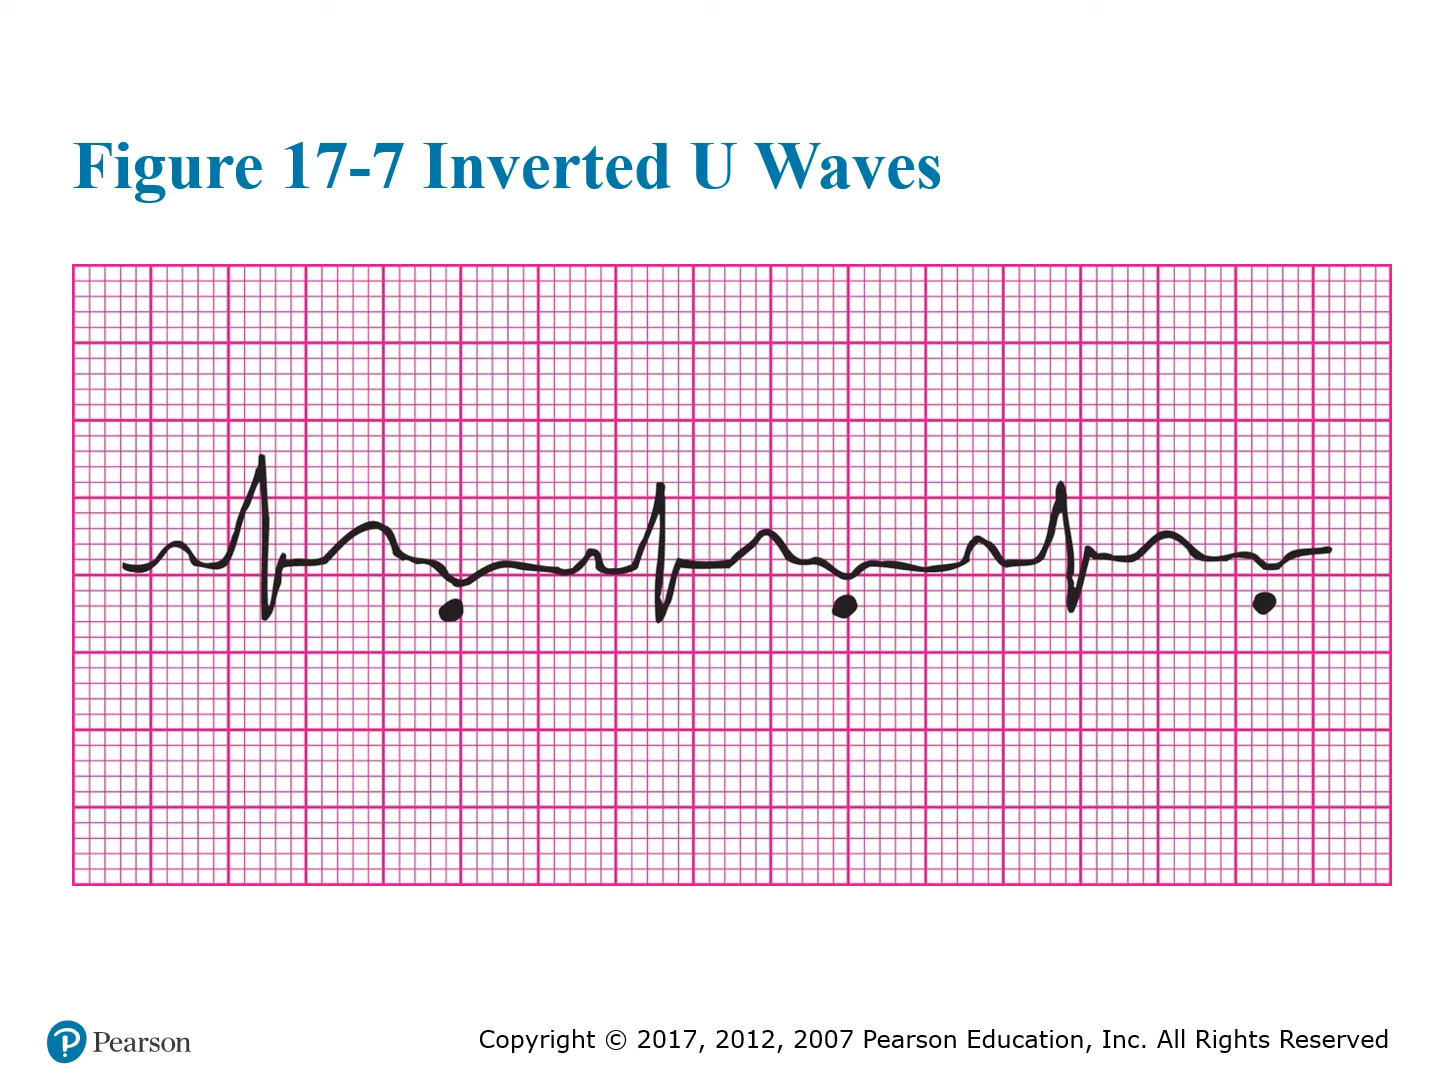 Figure 17-7 Inverted U Waves
Pearson
Copyright © 2017, 2012, 2007 Pearson Education, Inc. All Rights Reserved